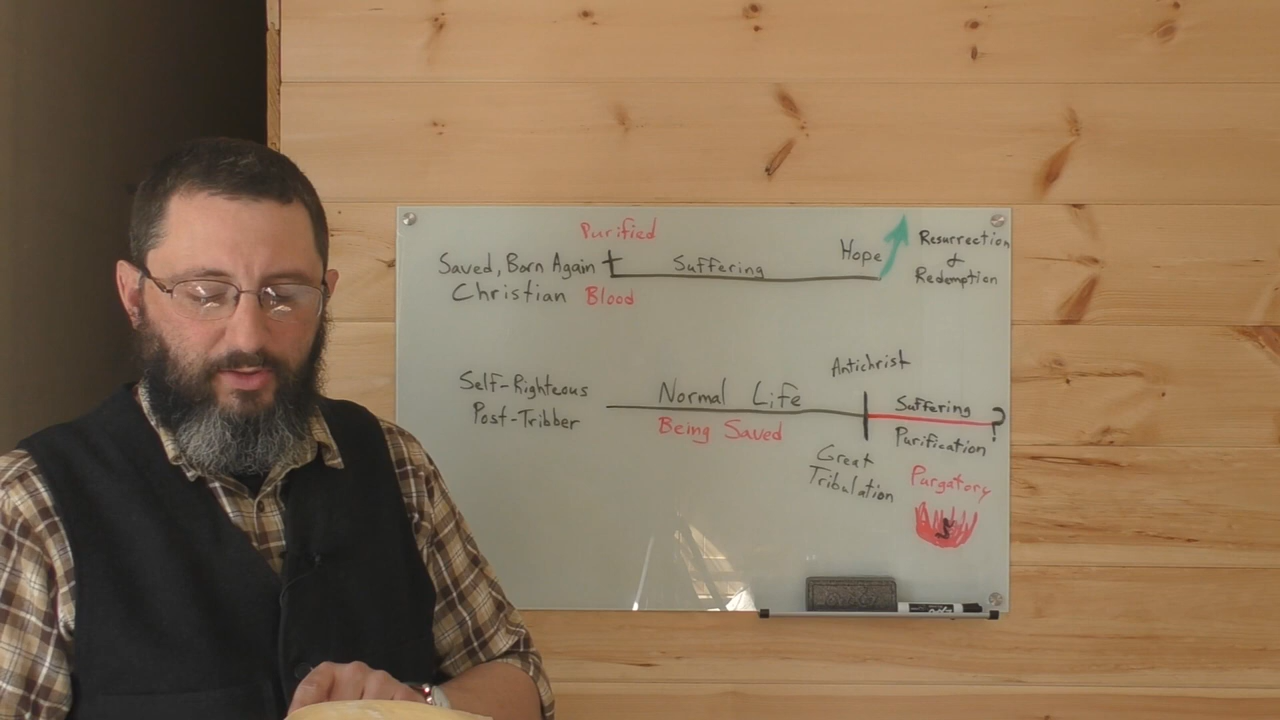 Purified
Saved, Born Again
Suffering
Hope
Resurrection
&
Redemption
Christian Blood
Antichrist
Self-Righteous
Post-Tribber
Normal Life
Being Saved
Suffering ?
Purification
Great
Tribulation
Purgatory